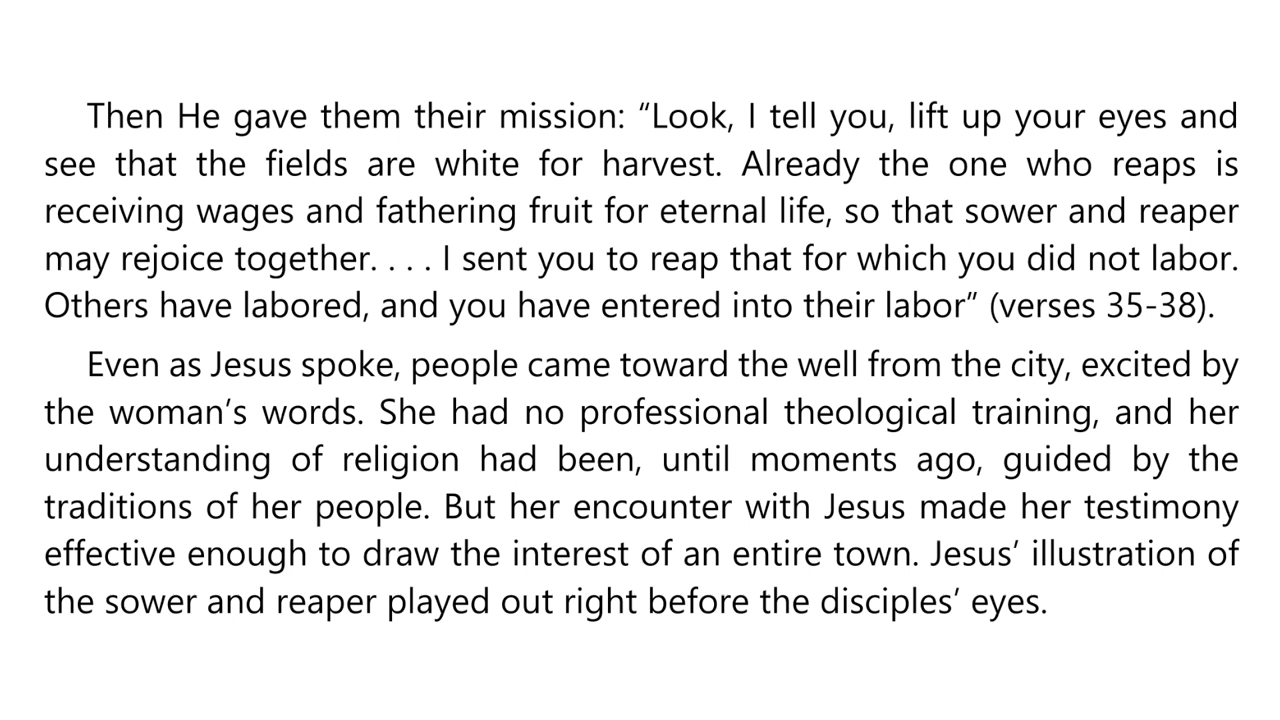 Then He gave them their mission: “Look, I tell you, lift up your eyes and
see that the fields are white for harvest. Already the one who reaps is
receiving wages and fathering fruit for eternal life, so that sower and reaper
may rejoice together. . . . I sent you to reap that for which you did not labor.
Others have labored, and you have entered into their labor” (verses 35-38).
Even as Jesus spoke, people came toward the well from the city, excited by
the woman’s words. She had no professional theological training, and her
understanding of religion had been, until moments ago, guided by the
traditions of her people. But her encounter with Jesus made her testimony
effective enough to draw the interest of an entire town. Jesus’ illustration of
the sower and reaper played out right before the disciples’ eyes.